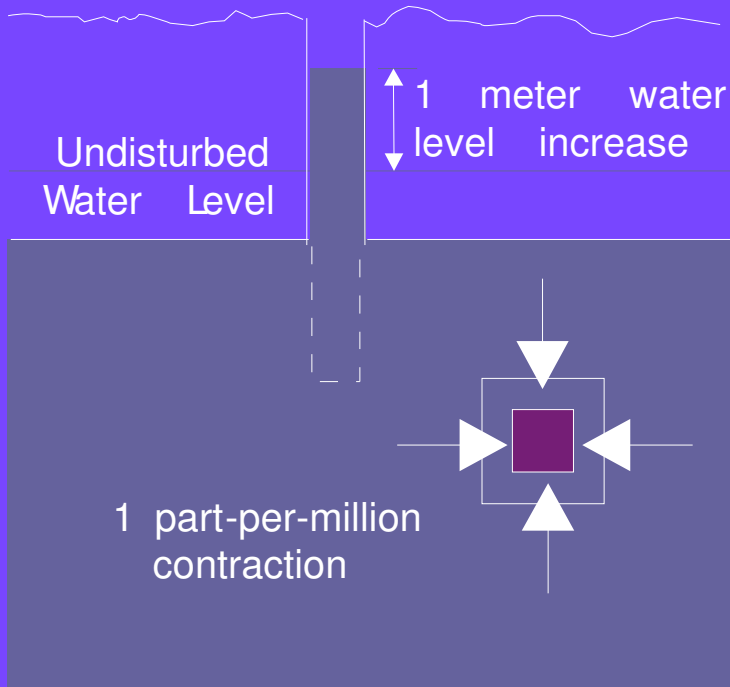 1 meter water
level increase
Undisturbed
Water Level
1 part-per-million
contraction